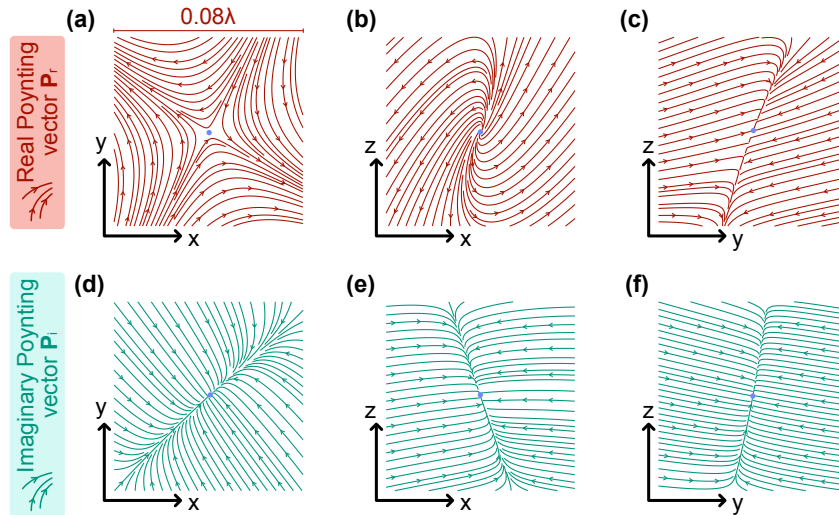 (a)
0.08λ
(b)
(c)
Real Poynting
vector Pr
y
x
z
x
z
y
(d)
(e)
(f)
Imaginary Poynting
vector Pi
y
x
z
x
z
y